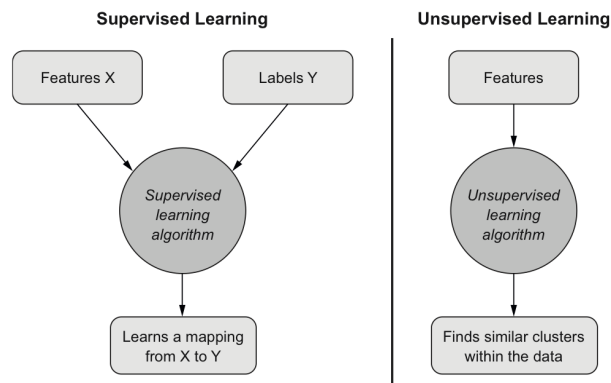 Supervised Learning
Unsupervised Learning
Features X
Labels Y
Features
Supervised
learning
algorithm
Unsupervised
learning
algorithm
Learns a mapping
from X to Y
Finds similar clusters
within the data